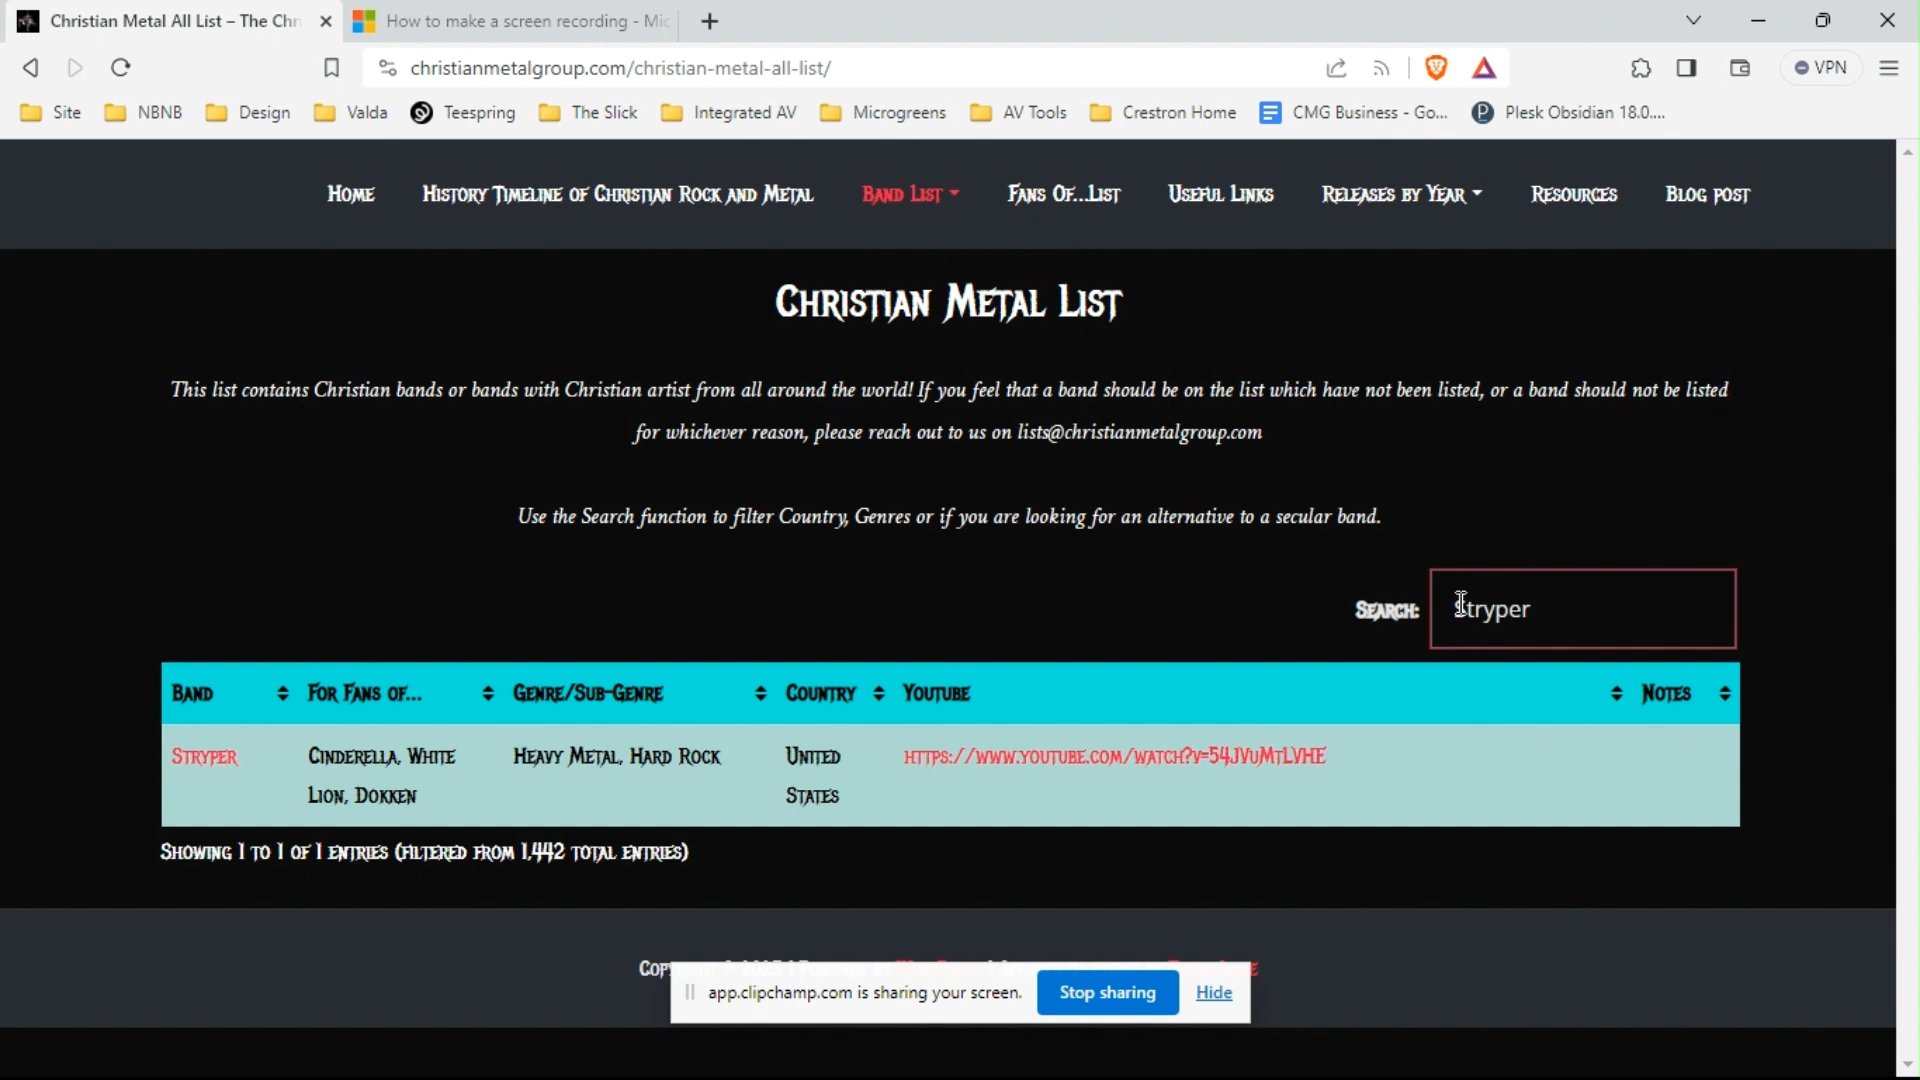 Christian Metal All List – The Chri
How to make a screen recording - Mic
christianmetalgroup.com/christian-metal-all-list/
VPN
Site NBNB Design Valda Teespring The Slick Integrated AV Microgreens AV Tools Crestron Home CMG Business - Go... Plesk Obsidian 18.0....
Home History Timeline of Christian Rock and Metal Band List Fans Of...List Useful Links Releases by Year Resources Blog post
Christian Metal List
This list contains Christian bands or bands with Christian artist from all around the world! If you feel that a band should be on the list which have not been listed, or a band should not be listed
for whichever reason, please reach out to us on lists@christianmetalgroup.com
Use the Search function to filter Country, Genres or if you are looking for an alternative to a secular band.
Search: Stryper
Band For Fans of... Genre/Sub-Genre Country Youtube Notes
Stryper Cinderella, White Heavy Metal, Hard Rock United https://www.youtube.com/watch?v=54JVuMtLVHE
Lion, Dokken States
Showing 1 to 1 of 1 entries (filtered from 1,442 total entries)
app.clipchamp.com is sharing your screen. Stop sharing Hide